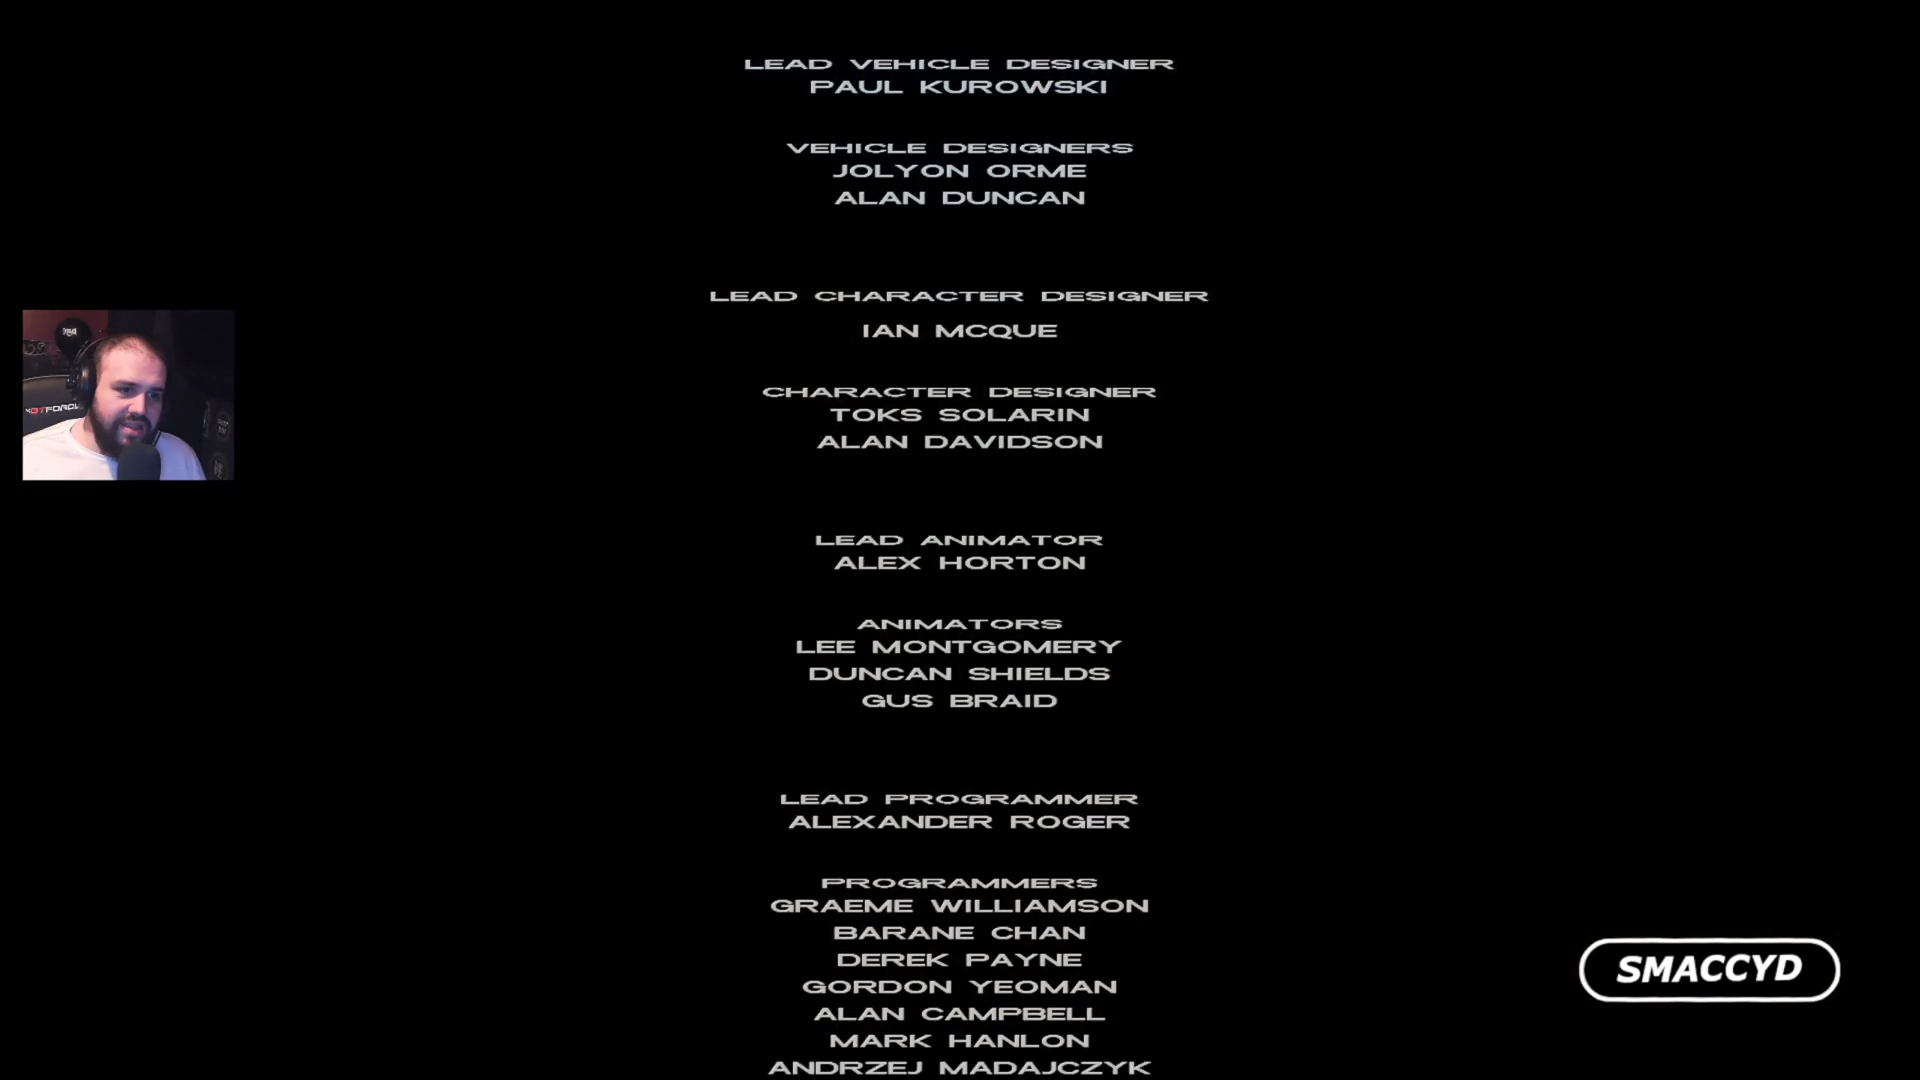 LEAD VEHICLE DESIGNER
PAUL KUROWSKI
VEHICLE DESIGNERS
JOLYON ORME
ALAN DUNCAN
LEAD CHARACTER DESIGNER
IAN MCQUE
CHARACTER DESIGNER
TOKS SOLARIN
ALAN DAVIDSON
LEAD ANIMATOR
ALEX HORTON
ANIMATORS
LEE MONTGOMERY
DUNCAN SHIELDS
GUS BRAID
LEAD PROGRAMMER
ALEXANDER ROGER
PROGRAMMERS
GRAEME WILLIAMSON
BARANE CHAN
DEREK PAYNE
GORDON YEOMAN
ALAN CAMPBELL
MARK HANLON
ANDRZEJ MADAJCZYK
SMACCYD